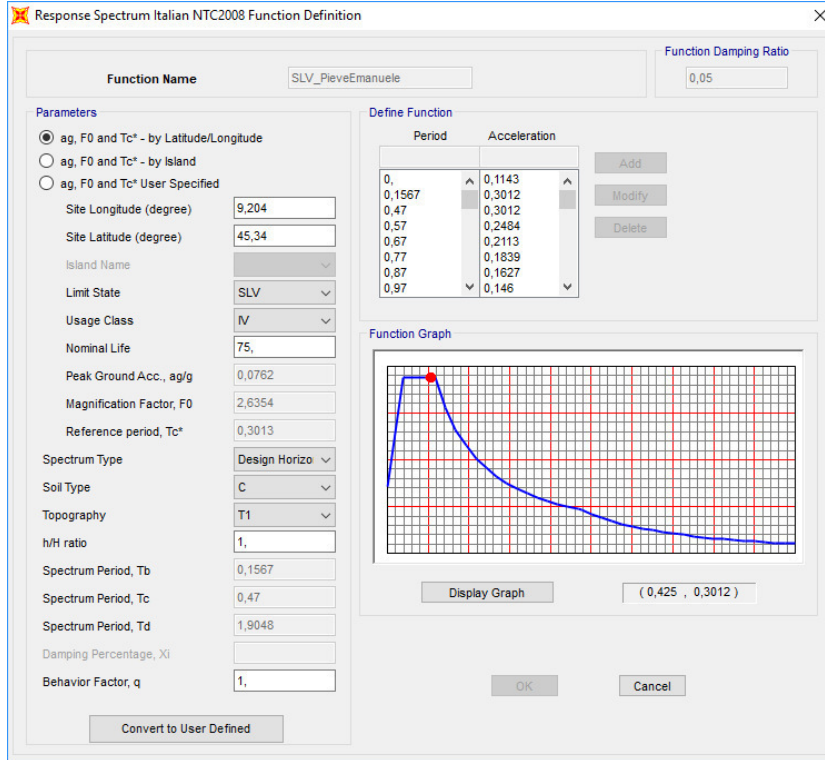 Response Spectrum Italian NTC2008 Function Definition
Function Name
SLV_PieveEmanuele
Function Damping Ratio
0,05
Parameters
ag, F0 and Tc* - by Latitude/Longitude
ag, F0 and Tc* - by Island
ag, F0 and Tc* User Specified
Site Longitude (degree) 9,204
Site Latitude (degree) 45,34
Island Name
Limit State SLV
Usage Class IV
Nominal Life 75,
Peak Ground Acc., ag/g 0,0762
Magnification Factor, F0 2,6354
Reference period, Tc* 0,3013
Spectrum Type Design Horizo
Soil Type C
Topography T1
h/H ratio 1,
Spectrum Period, Tb 0,1567
Spectrum Period, Tc 0,47
Spectrum Period, Td 1,9048
Damping Percentage, Xi
Behavior Factor, q 1,
Convert to User Defined
Define Function
Period Acceleration
0, 0,1143
0,1567 0,3012
0,47 0,3012
0,57 0,2484
0,67 0,2113
0,77 0,1839
0,87 0,1627
0,97 0,146
Add
Modify
Delete
Function Graph
Display Graph
( 0,425 , 0,3012 )
OK
Cancel